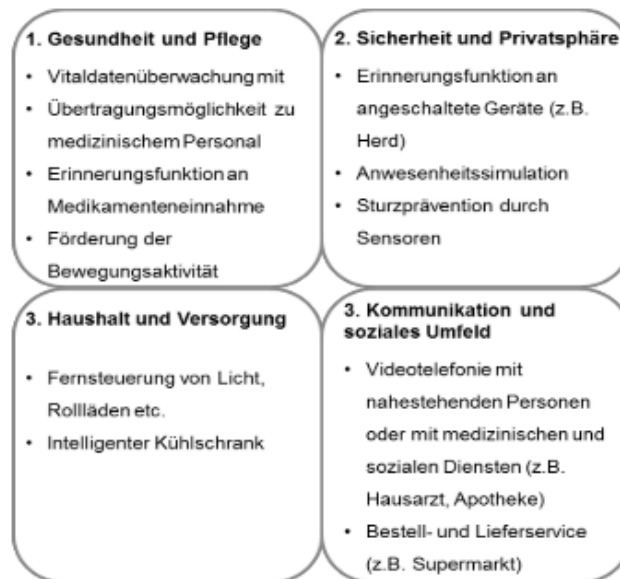 1. Gesundheit und Pflege
• Vitaldatenüberwachung mit
• Übertragungsmöglichkeit zu
medizinischem Personal
• Erinnerungsfunktion an
Medikamenteneinnahme
• Förderung der
Bewegungsaktivität
2. Sicherheit und Privatsphäre
• Erinnerungsfunktion an
angeschaltete Geräte (z.B.
Herd)
• Anwesenheitssimulation
• Sturzprävention durch
Sensoren
3. Haushalt und Versorgung
• Fernsteuerung von Licht,
Rollläden etc.
• Intelligenter Kühlschrank
3. Kommunikation und
soziales Umfeld
• Videotelefonie mit
nahestehenden Personen
oder mit medizinischen und
sozialen Diensten (z.B.
Hausarzt, Apotheke)
• Bestell- und Lieferservice
(z.B. Supermarkt)